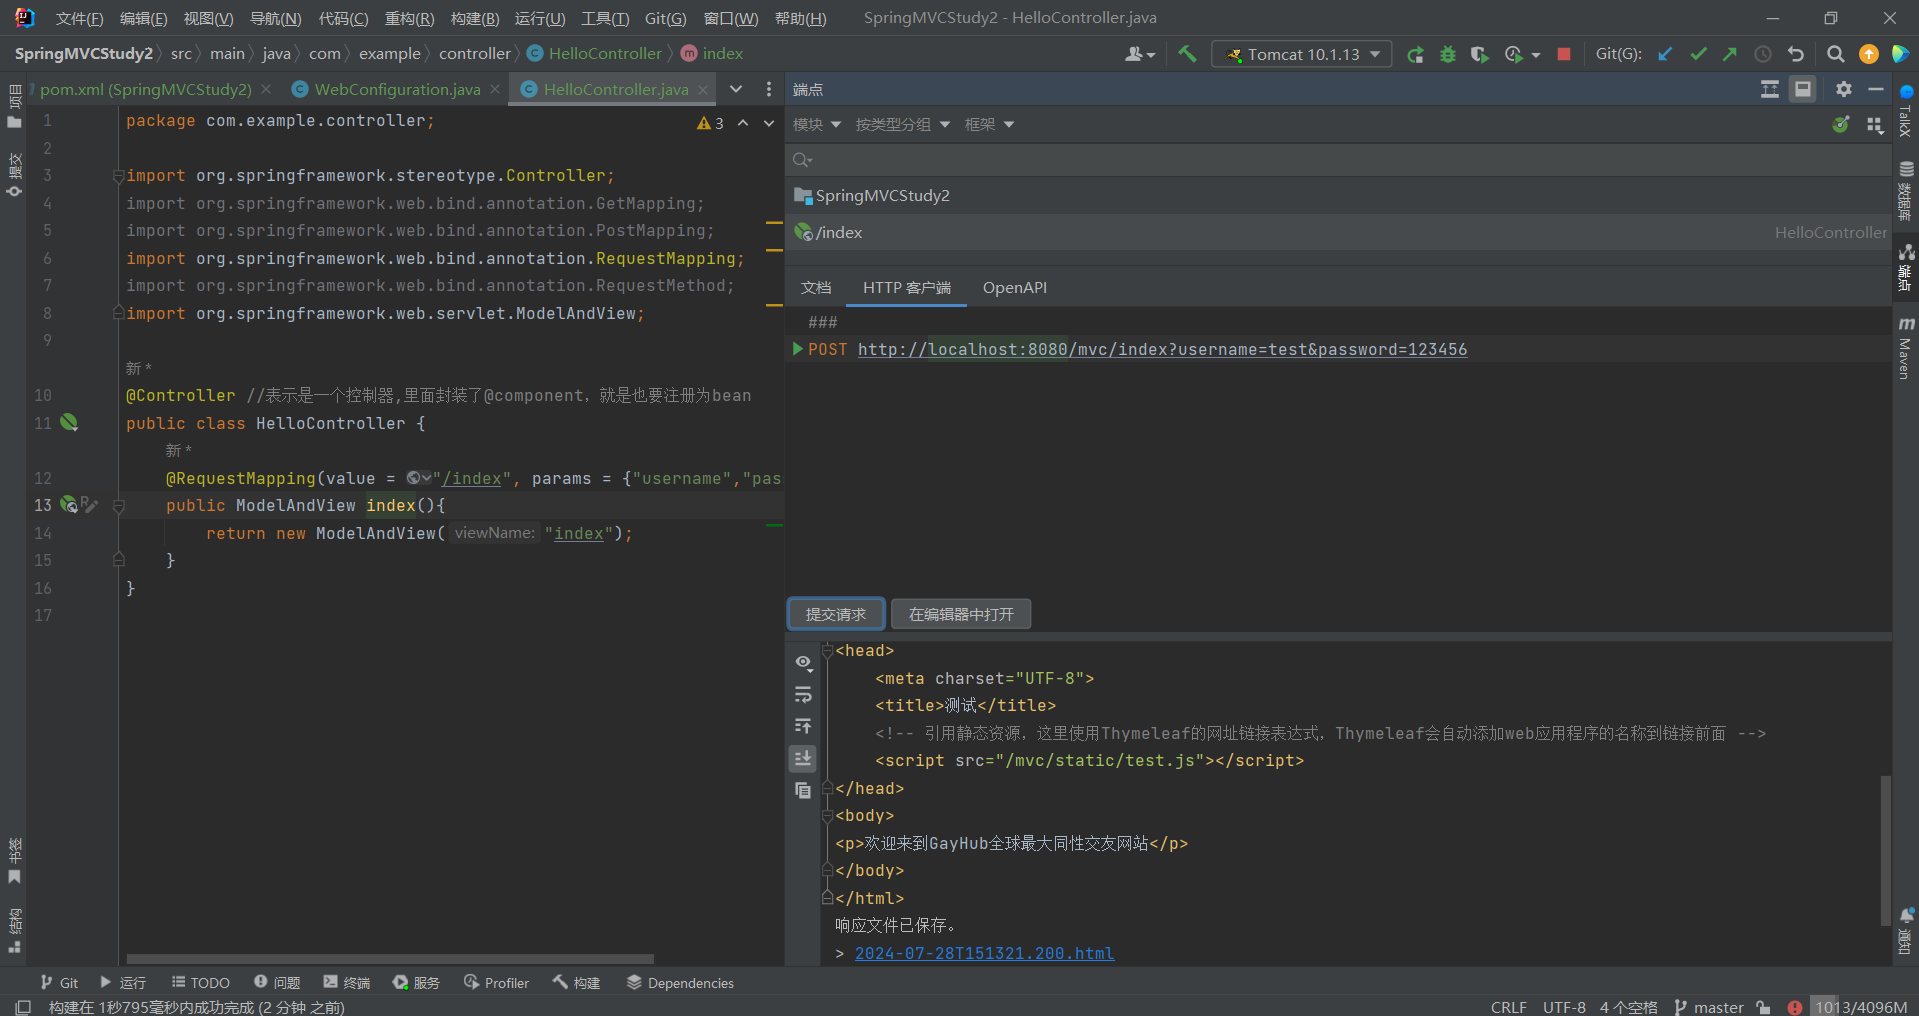 文件(F) 编辑(E) 视图(V) 导航(N) 代码(C) 重构(R) 构建(B) 运行(U) 工具(T) Git(G) 窗口(W) 帮助(H) SpringMVCStudy2 - HelloController.java
SpringMVCStudy2 src main java com example controller HelloController index Tomcat 10.1.13 Git(G):
pom.xml (SpringMVCStudy2) WebConfiguration.java HelloController.java
项目
提交
书签
结构
1 package com.example.controller; 3
2
3 import org.springframework.stereotype.Controller;
4 import org.springframework.web.bind.annotation.GetMapping;
5 import org.springframework.web.bind.annotation.PostMapping;
6 import org.springframework.web.bind.annotation.RequestMapping;
7 import org.springframework.web.bind.annotation.RequestMethod;
8 import org.springframework.web.servlet.ModelAndView;
9
新 *
10 @Controller //表示是一个控制器,里面封装了@component，就是也要注册为bean
11 public class HelloController {
新 *
12 @RequestMapping(value = "/index", params = {"username","pas
13 public ModelAndView index(){
14 return new ModelAndView( viewName: "index");
15 }
16 }
17
端点
模块 按类型分组 框架
SpringMVCStudy2
/index HelloController
文档 HTTP 客户端 OpenAPI
###
POST http://localhost:8080/mvc/index?username=test&password=123456
提交请求 在编辑器中打开
<head>
<meta charset="UTF-8">
<title>测试</title>
<!-- 引用静态资源，这里使用Thymeleaf的网址链接表达式，Thymeleaf会自动添加web应用程序的名称到链接前面 -->
<script src="/mvc/static/test.js"></script>
</head>
<body>
<p>欢迎来到GayHub全球最大同性交友网站</p>
</body>
</html>
响应文件已保存。
> 2024-07-28T151321.200.html
TalkX
数据库
端点
m Maven
通知
Git 运行 TODO 问题 终端 服务 Profiler 构建 Dependencies
构建在 1秒795毫秒内成功完成 (2 分钟 之前) CRLF UTF-8 4 个空格 master 1013/4096M